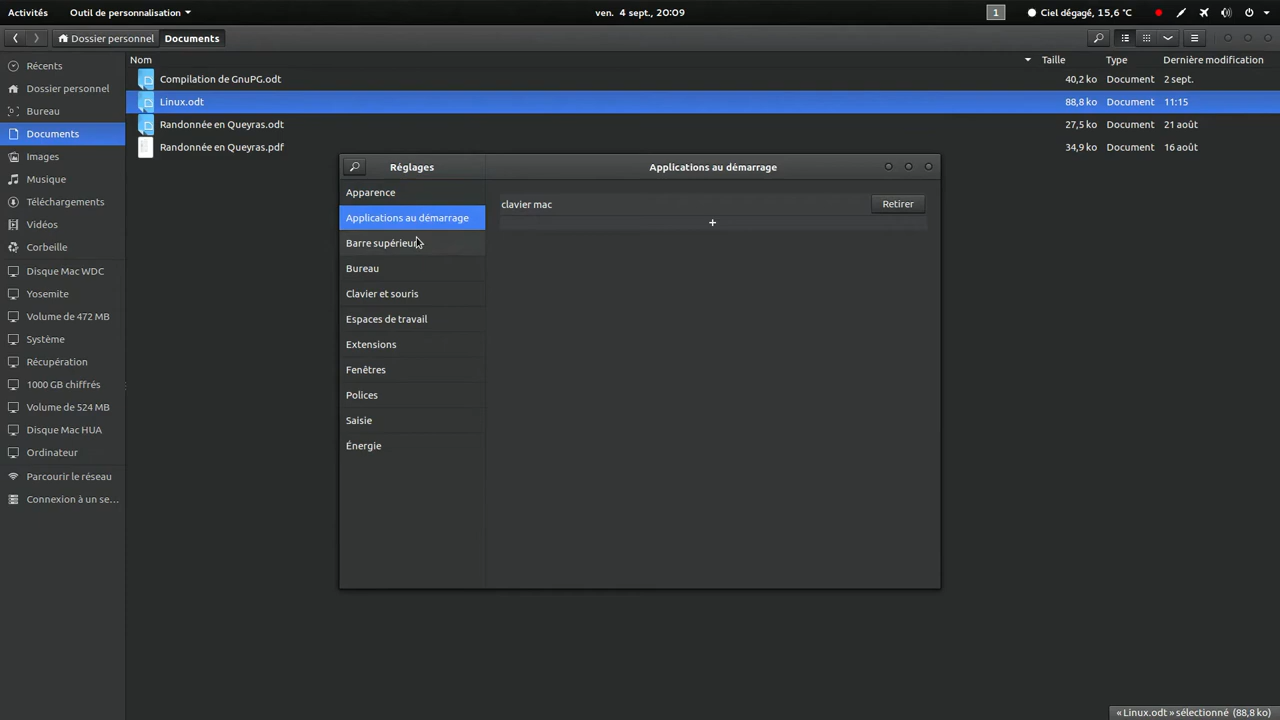 Activités
Outil de personnalisation
ven. 4 sept., 20:09
1
Ciel dégagé, 15,6 °C
Dossier personnel
Documents
Nom
Taille
Type
Dernière modification
Récents
Dossier personnel
Bureau
Documents
Images
Musique
Téléchargements
Vidéos
Corbeille
Disque Mac WDC
Yosemite
Volume de 472 MB
Système
Récupération
1000 GB chiffrés
Volume de 524 MB
Disque Mac HUA
Ordinateur
Parcourir le réseau
Connexion à un se…
Compilation de GnuPG.odt 40,2 ko Document 2 sept.
Linux.odt 88,8 ko Document 11:15
Randonnée en Queyras.odt 27,5 ko Document 21 août
Randonnée en Queyras.pdf 34,9 ko Document 16 août
Réglages
Applications au démarrage
Apparence
Applications au démarrage
Barre supérieure
Bureau
Clavier et souris
Espaces de travail
Extensions
Fenêtres
Polices
Saisie
Énergie
clavier mac
Retirer
+
« Linux.odt » sélectionné (88,8 ko)